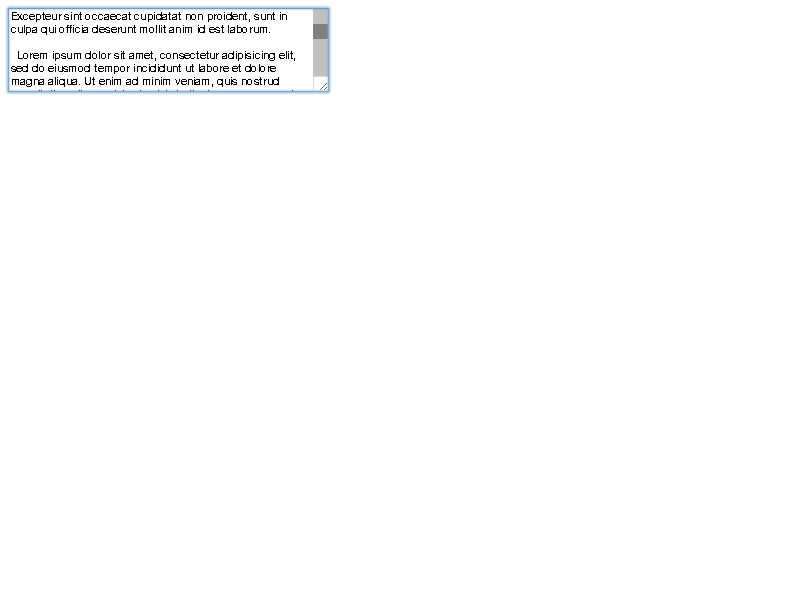 Excepteur sint occaecat cupidatat non proident, sunt in
culpa qui officia deserunt mollit anim id est laborum.
Lorem ipsum dolor sit amet, consectetur adipisicing elit,
sed do eiusmod tempor incididunt ut labore et dolore
magna aliqua. Ut enim ad minim veniam, quis nostrud